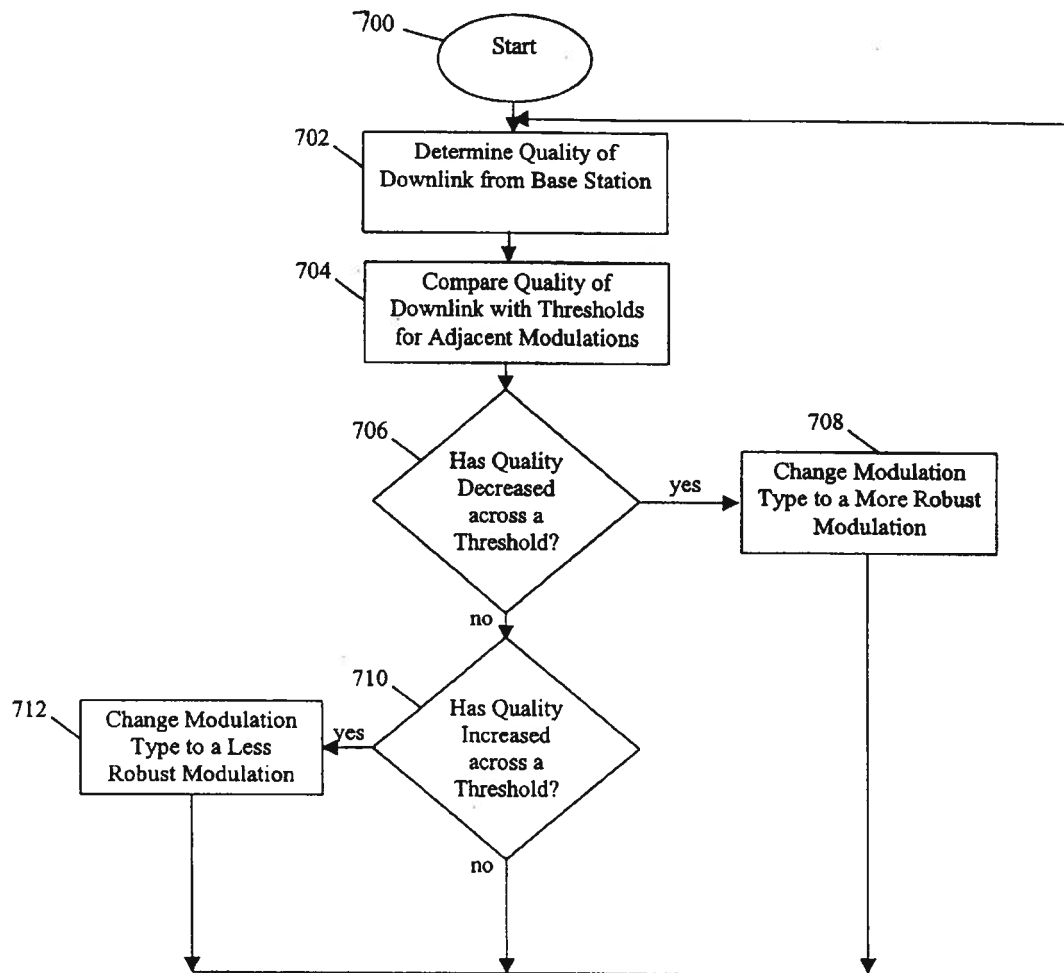 700
Start
702
Determine Quality of
Downlink from Base Station
704
Compare Quality of
Downlink with Thresholds
for Adjacent Modulations
706
Has Quality
Decreased
across a
Threshold?
yes
708
Change Modulation
Type to a More Robust
Modulation
no
710
Has Quality
Increased
across a
Threshold?
yes
712
Change Modulation
Type to a Less
Robust Modulation
no